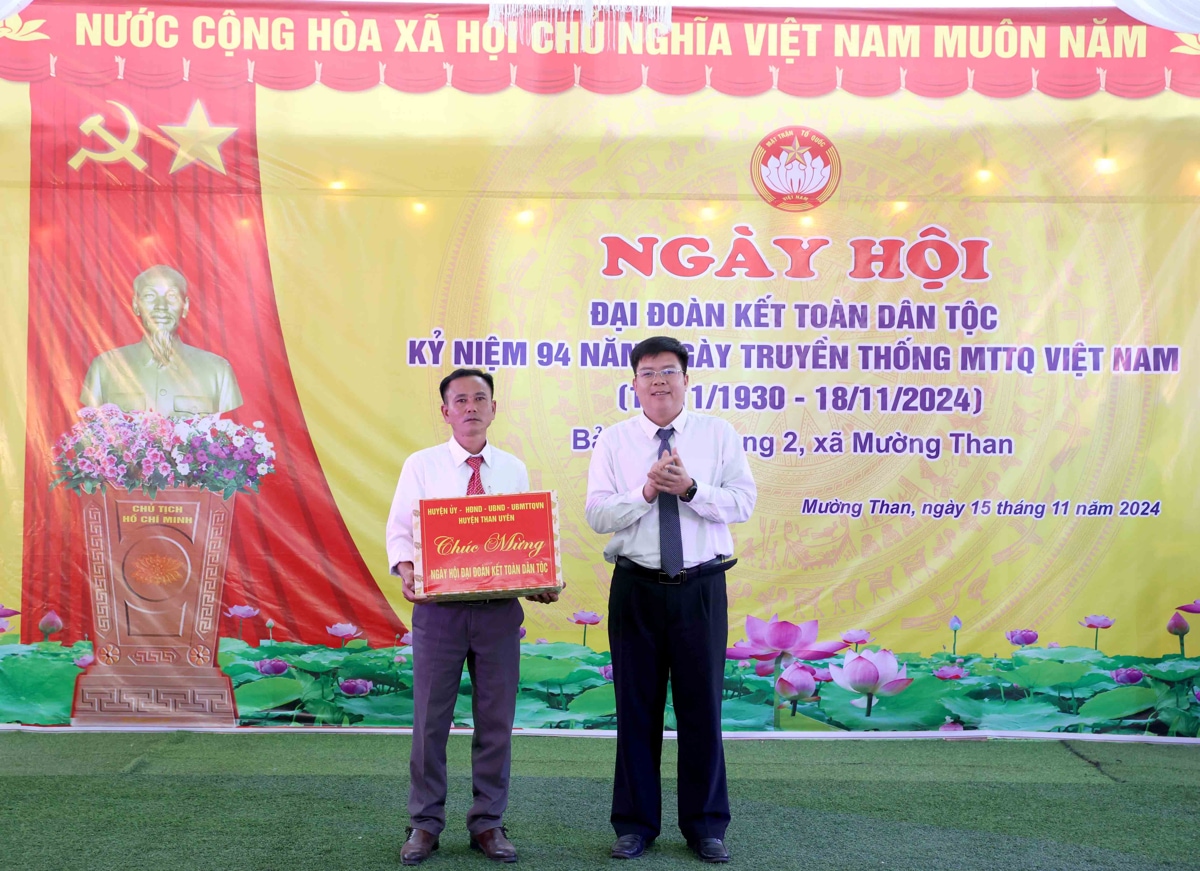 NƯỚC CỘNG HÒA XÃ HỘI CHỦ NGHĨA VIỆT NAM MUÔN NĂM
MẶT TRẬN TỔ QUỐC
VIỆT NAM
NGÀY HỘI
ĐẠI ĐOÀN KẾT TOÀN DÂN TỘC
KỶ NIỆM 94 NĂM NGÀY TRUYỀN THỐNG MTTQ VIỆT NAM
/1930 - 18/11/2024)
2, xã Mường Than
Mường Than, ngày 15 tháng 11 năm 2024
CHỦ TỊCH
HỒ CHÍ MINH
HUYỆN ỦY - HĐND - UBND - UBMTTQVN
HUYỆN THAN UYÊN
Chúc Mừng
NGÀY HỘI ĐẠI ĐOÀN KẾT TOÀN DÂN TỘC